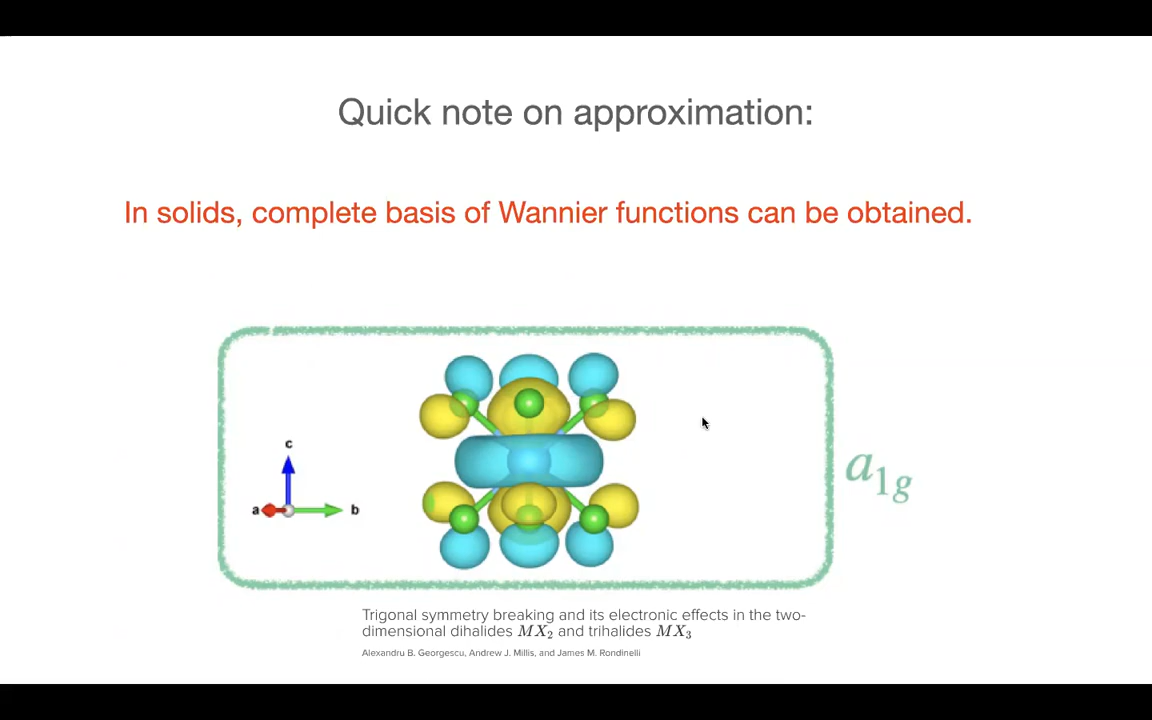 Quick note on approximation:
In solids, complete basis of Wannier functions can be obtained.
c
a
b
a1g
Trigonal symmetry breaking and its electronic effects in the two-
dimensional dihalides MX2 and trihalides MX3
Alexandru B. Georgescu, Andrew J. Millis, and James M. Rondinelli